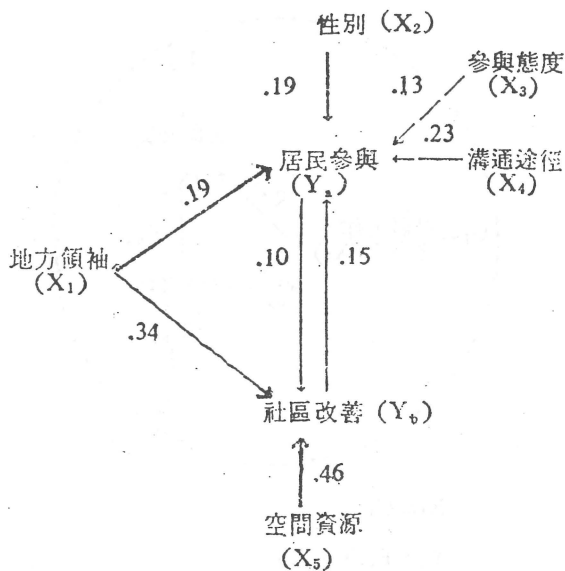 性別 (X₂)
.19
.13
參與態度
(X₃)
.23
居民參與
(Yₐ)
溝通途徑
(X₄)
.19
地方領袖
(X₁)
.10
.15
.34
社區改善 (Y_b)
.46
空間資源
(X₅)